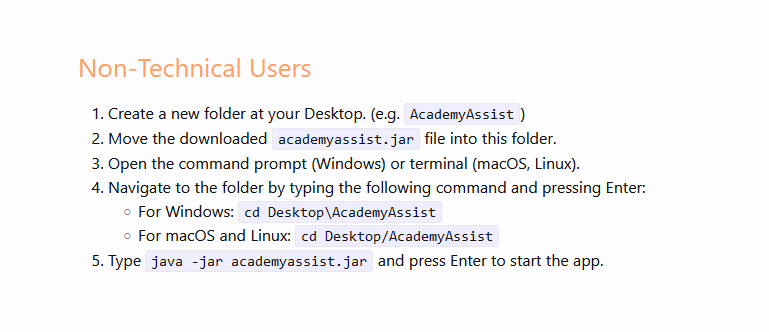 Non-Technical Users
1. Create a new folder at your Desktop. (e.g. AcademyAssist)
2. Move the downloaded academyassist.jar file into this folder.
3. Open the command prompt (Windows) or terminal (macOS, Linux).
4. Navigate to the folder by typing the following command and pressing Enter:
○ For Windows: cd Desktop\AcademyAssist
○ For macOS and Linux: cd Desktop/AcademyAssist
5. Type java -jar academyassist.jar and press Enter to start the app.